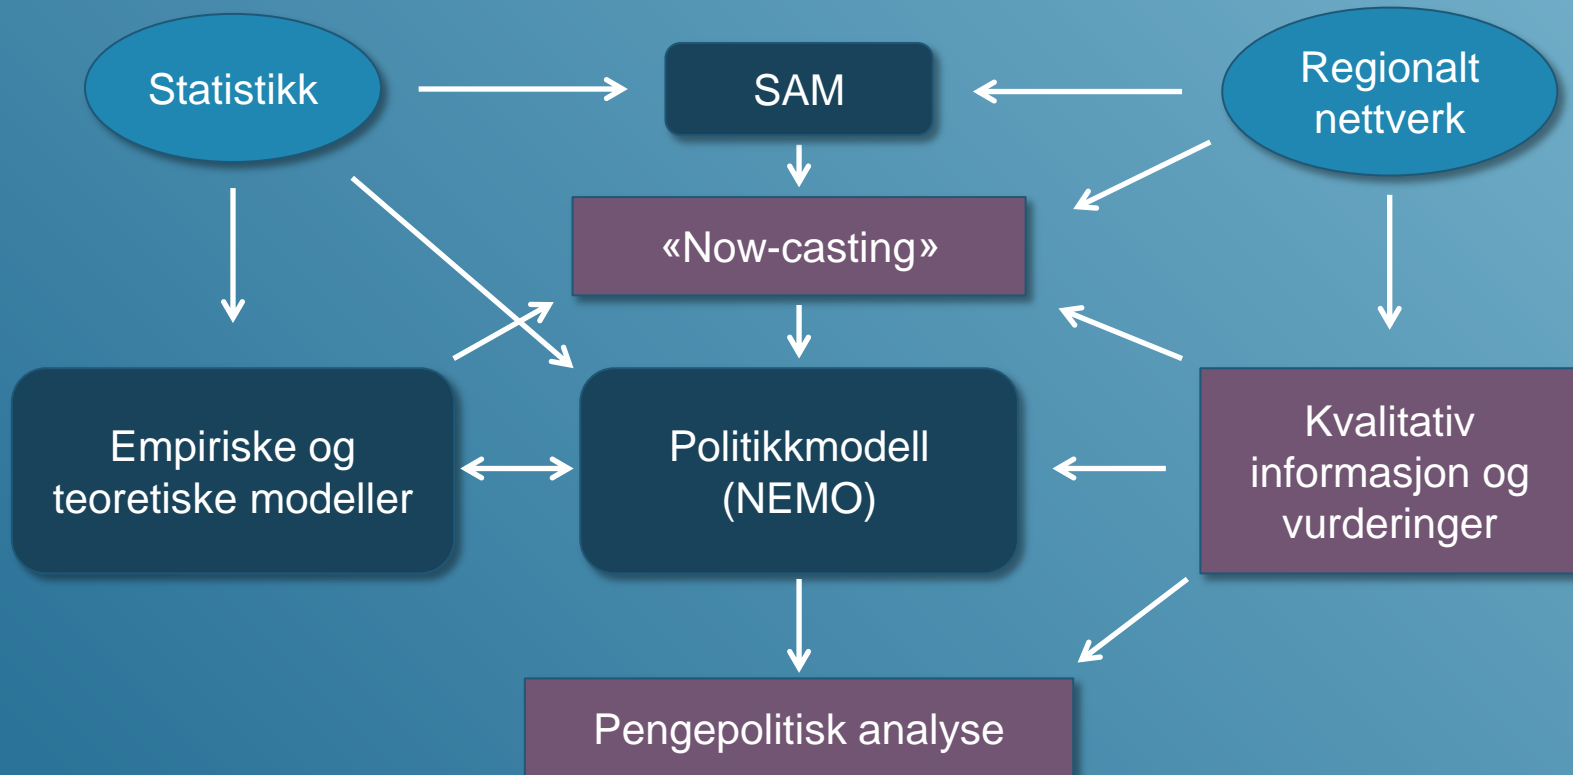 Statistikk
SAM
Regionalt
nettverk
«Now-casting»
Empiriske og
teoretiske modeller
Politikkmodell
(NEMO)
Kvalitativ
informasjon og
vurderinger
Pengepolitisk analyse